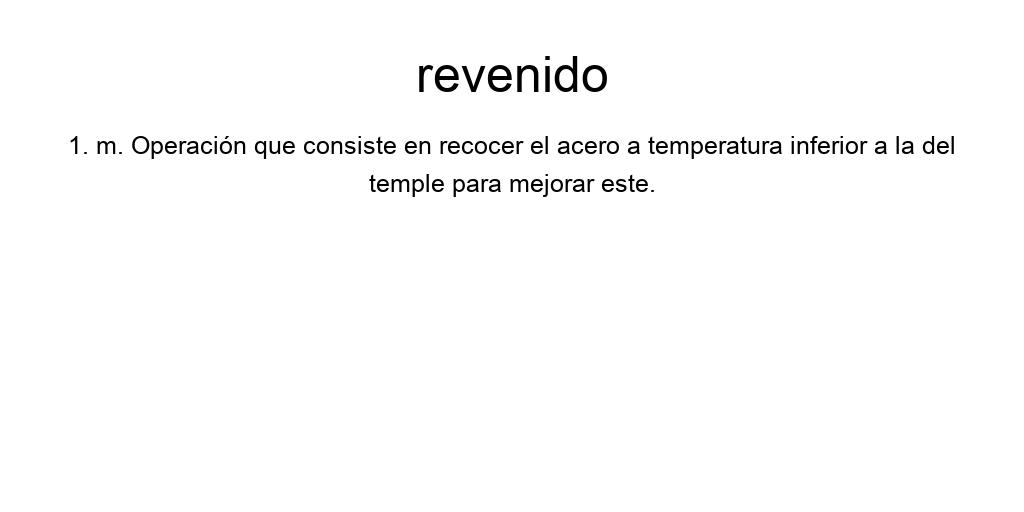 revenido
1. m. Operación que consiste en recocer el acero a temperatura inferior a la del
temple para mejorar este.